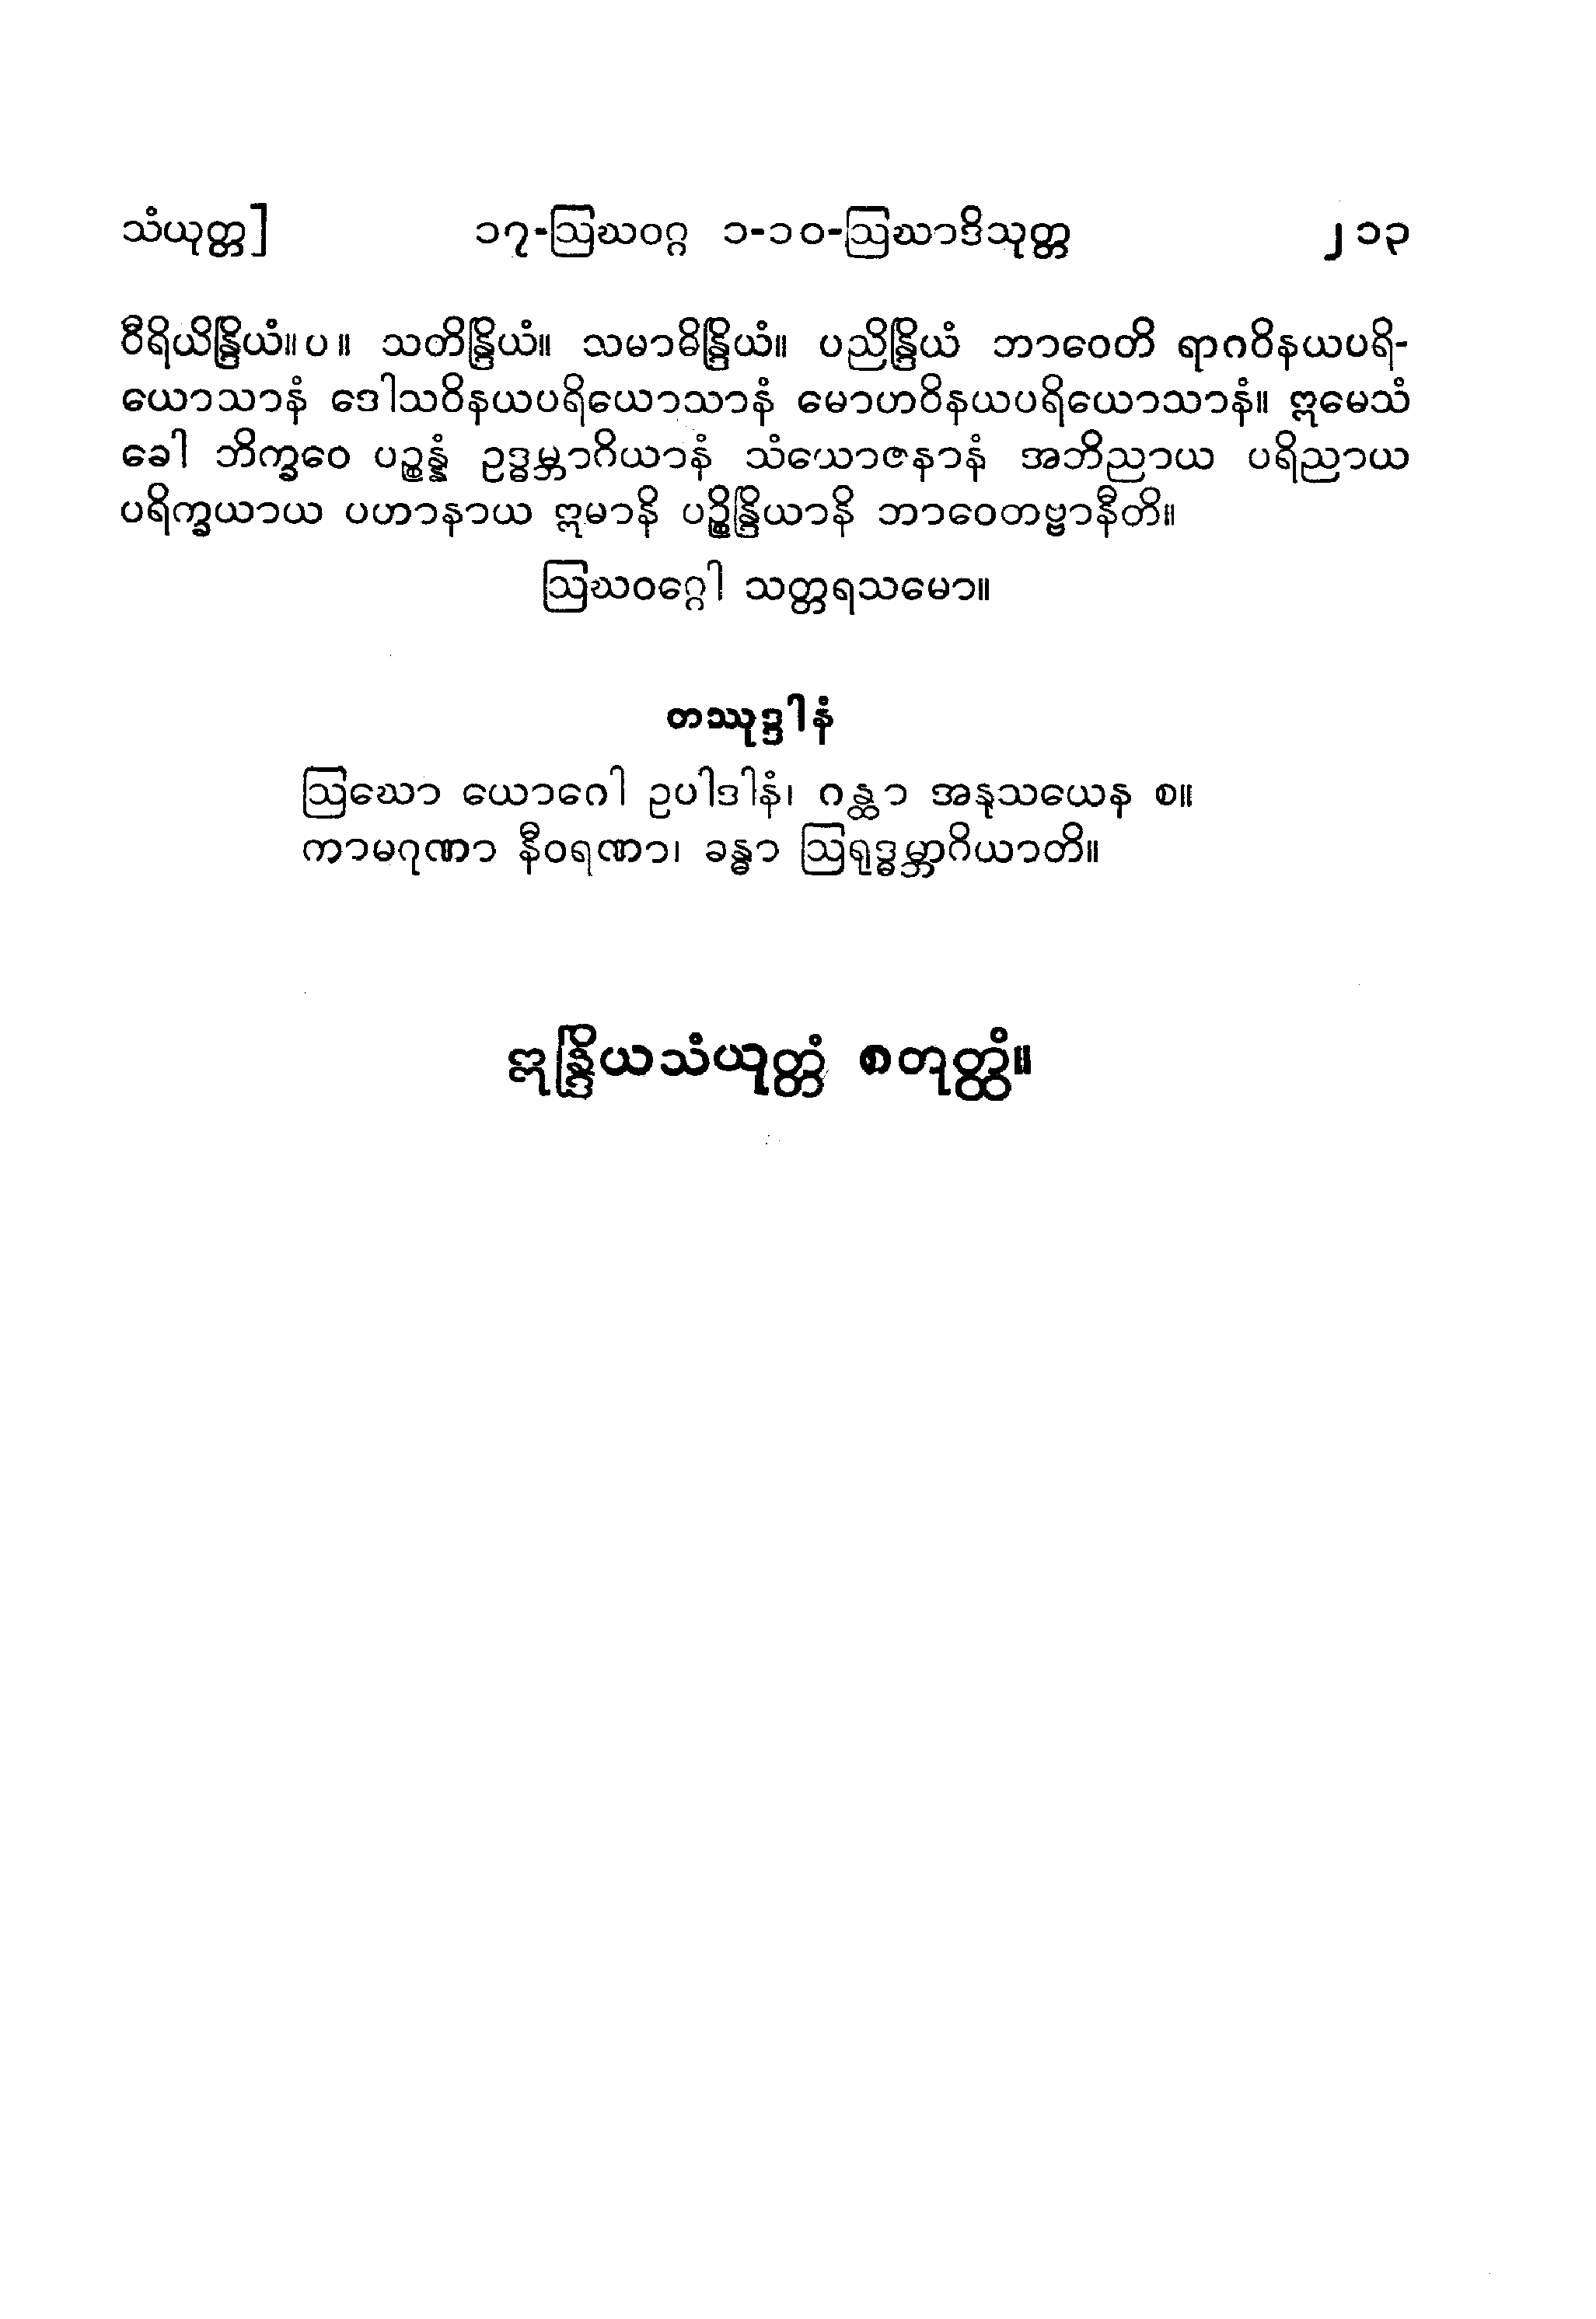 သံယုတ္တ] ၁၇-ဩဃဝဂ္ဂ ၁-၁၀-ဩဃာဒိသုတ္တ ၂၁၃
ဝီရိယိန္ဒြိယံ။ပ။ သတိန္ဒြိယံ။ သမာဓိန္ဒြိယံ။ ပညိန္ဒြိယံ ဘာဝေတိ ရာဂဝိနယပရိ-
ယောသာနံ ဒေါသဝိနယပရိယောသာနံ မောဟဝိနယပရိယောသာနံ။ ဣမေသံ
ခေါ ဘိက္ခဝေ ပဉ္စန္နံ ဥဒ္ဓမ္ဘာဂိယာနံ သံယောဇနာနံ အဘိညာယ ပရိညာယ
ပရိက္ခယာယ ပဟာနာယ ဣမာနိ ပဉ္စိန္ဒြိယာနိ ဘာဝေတဗ္ဗာနီတိ။
ဩဃဝဂ္ဂေါ သတ္တရသမော။
တဿုဒ္ဒါနံ
ဩဃော ယောဂေါ ဥပါဒါနံ၊ ဂန္ထာ အနုသယေန စ။
ကာမဂုဏာ နီဝရဏာ၊ ခန္ဓာ ဩရုဒ္ဓမ္ဘာဂိယာတိ။
ဣန္ဒြိယသံယုတ္တံ စတုတ္ထံ။